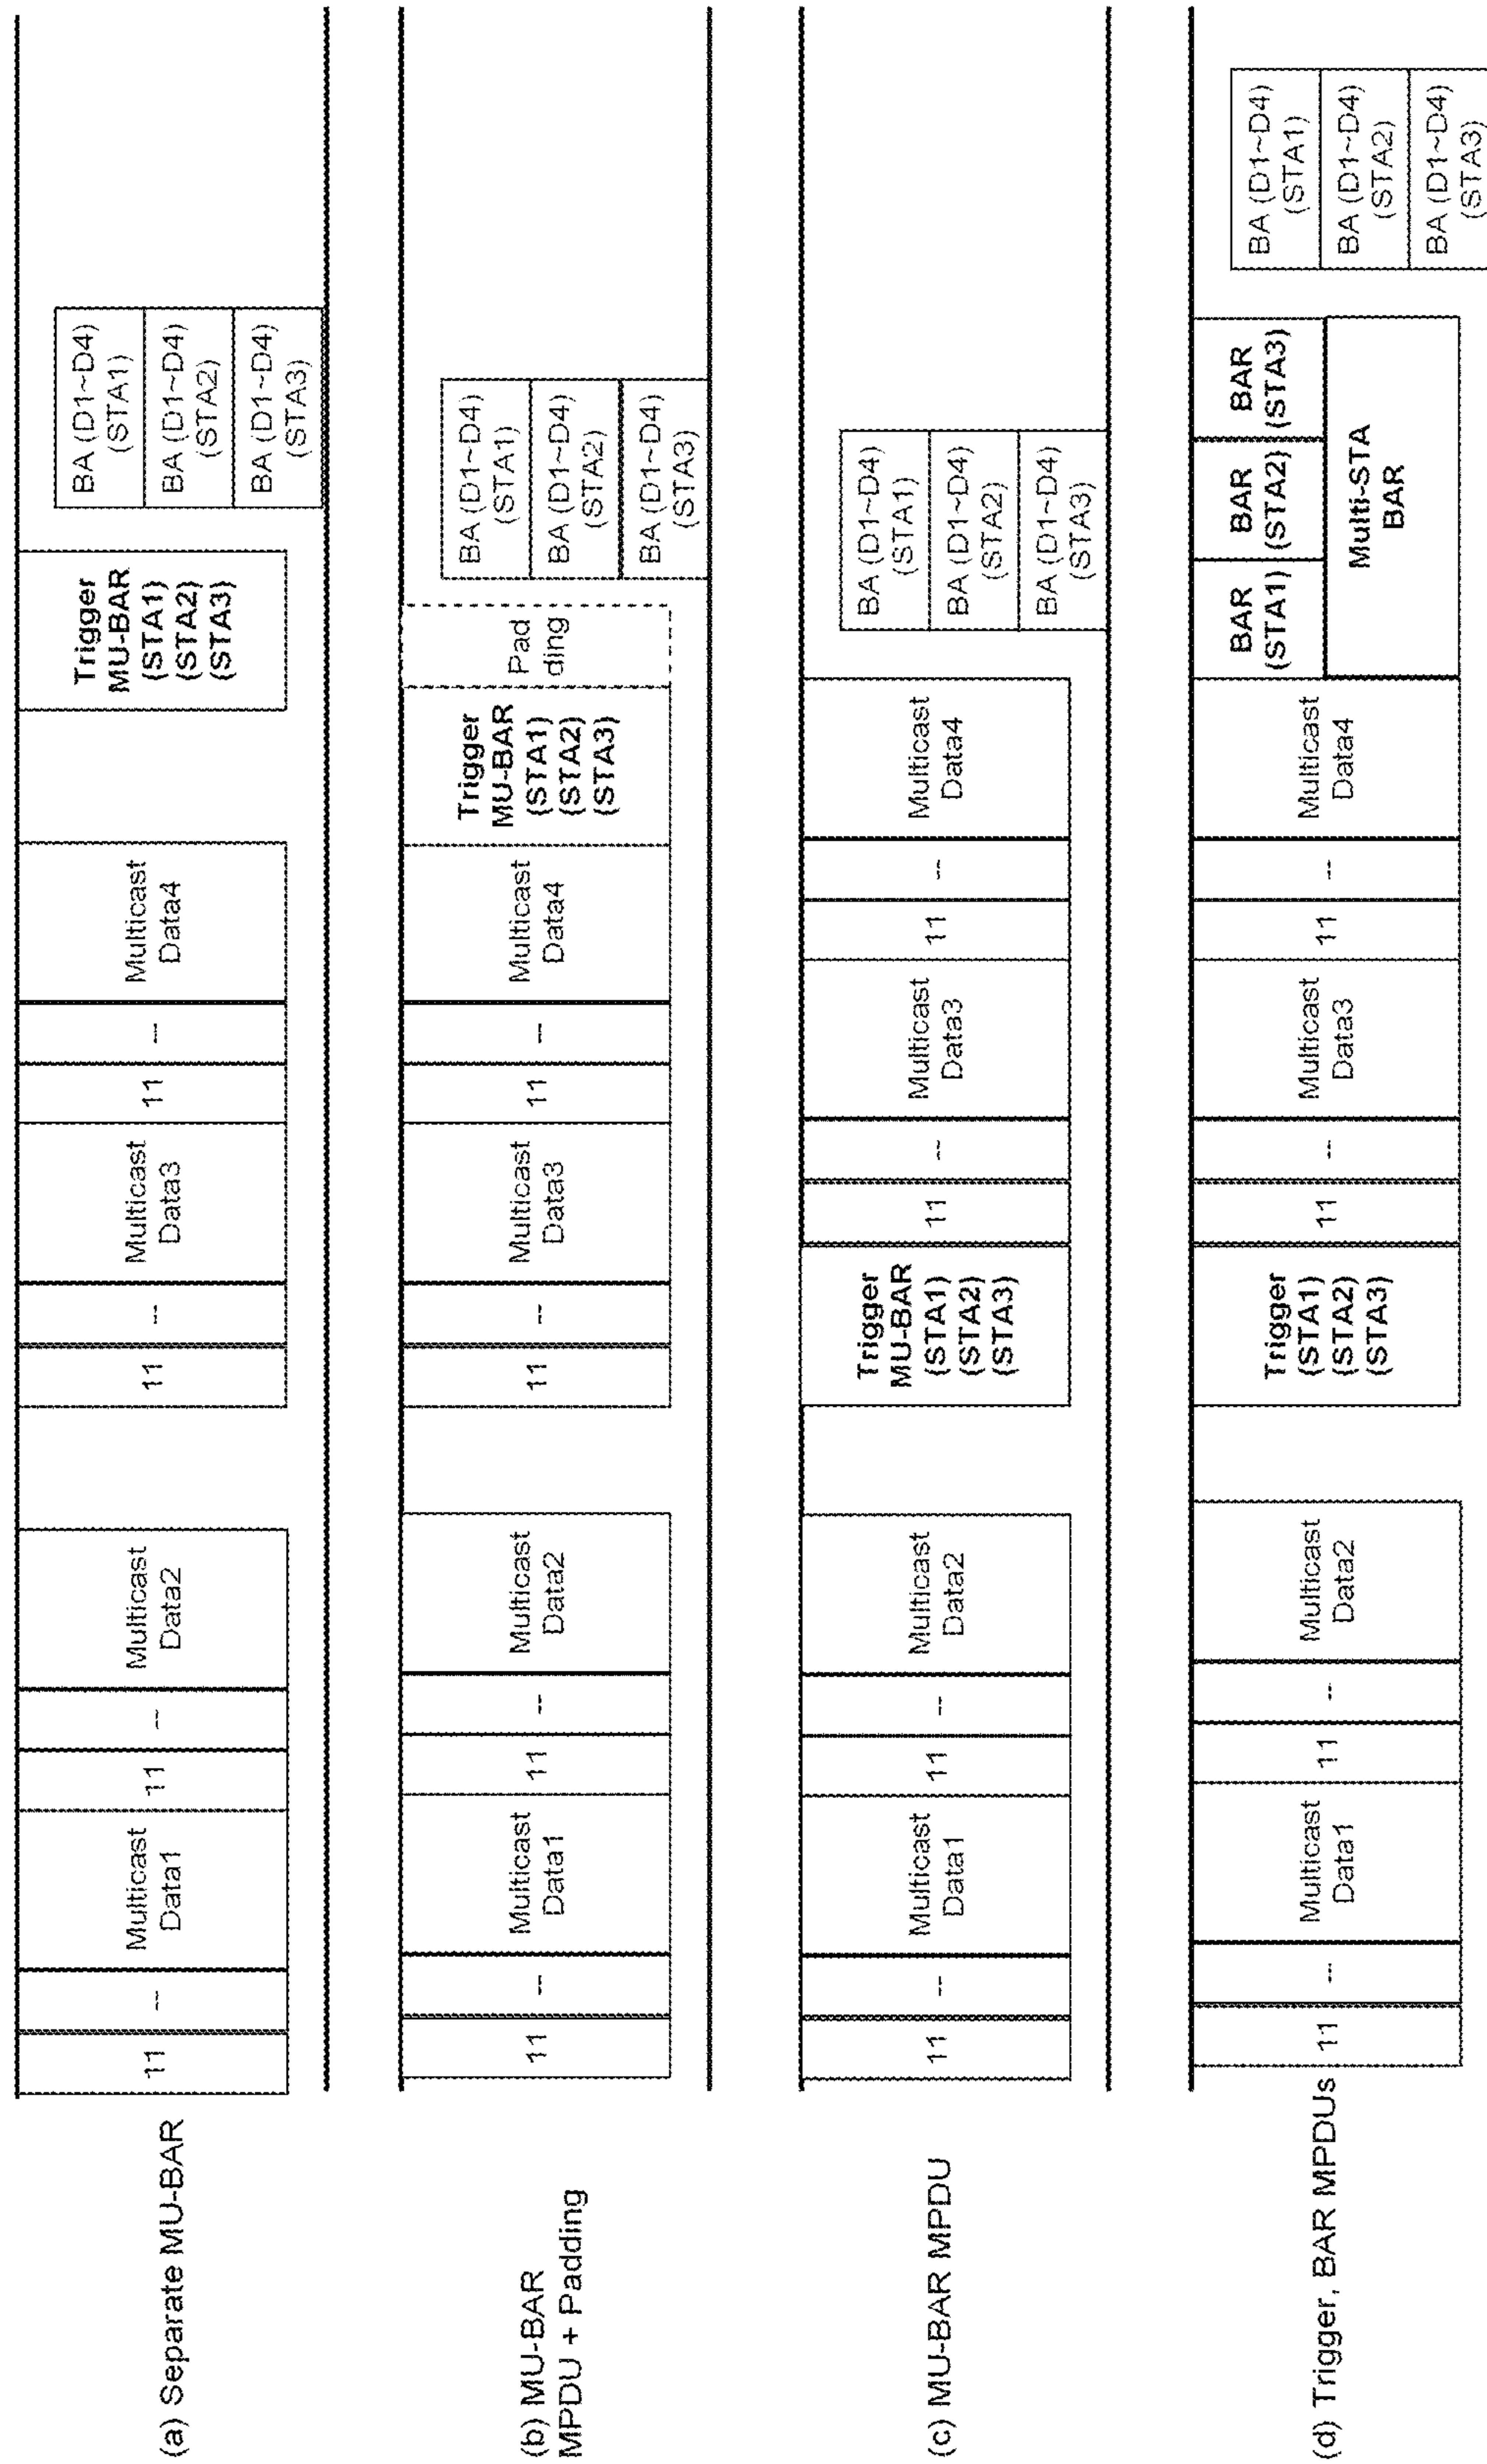 (a) Separate MU-BAR
11
--
Multicast
Data1
11
--
Multicast
Data2
11
--
Multicast
Data3
11
--
Multicast
Data4
Trigger
MU-BAR
(STA1)
(STA2)
(STA3)
BA (D1~D4)
(STA1)
BA (D1~D4)
(STA2)
BA (D1~D4)
(STA3)
(b) MU-BAR
MPDU + Padding
11
--
Multicast
Data1
11
--
Multicast
Data2
11
--
Multicast
Data3
11
--
Multicast
Data4
Trigger
MU-BAR
(STA1)
(STA2)
(STA3)
Pad
ding
BA (D1~D4)
(STA1)
BA (D1~D4)
(STA2)
BA (D1~D4)
(STA3)
(c) MU-BAR MPDU
11
--
Multicast
Data1
11
--
Multicast
Data2
Trigger
MU-BAR
(STA1)
(STA2)
(STA3)
11
--
Multicast
Data3
11
--
Multicast
Data4
BA (D1~D4)
(STA1)
BA (D1~D4)
(STA2)
BA (D1~D4)
(STA3)
(d) Trigger, BAR MPDUs
11
--
Multicast
Data1
11
--
Multicast
Data2
Trigger
(STA1)
(STA2)
(STA3)
11
--
Multicast
Data3
11
--
Multicast
Data4
BAR
(STA1)
BAR
(STA2)
BAR
(STA3)
Multi-STA
BAR
BA (D1~D4)
(STA1)
BA (D1~D4)
(STA2)
BA (D1~D4)
(STA3)